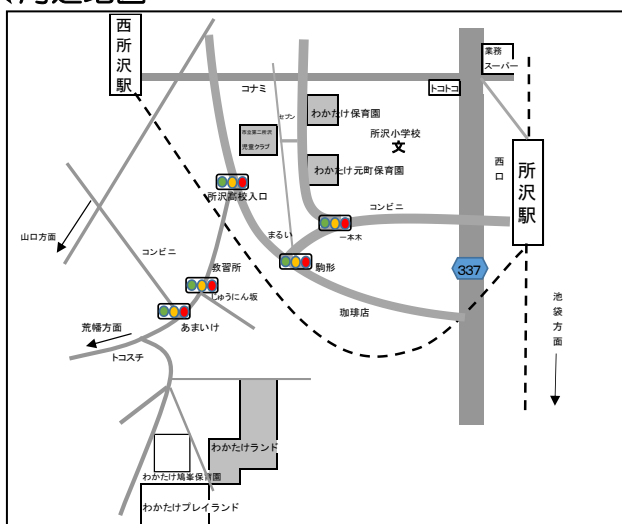 西所沢駅
業務
スーパー
コナミ
トコトコ
セブン
わかたけ保育園
所沢小学校
文
児童クラブ
わかたけ元町保育園
西口
所沢駅
所沢高校入口
コンビニ
一本木
山口方面
まるい
コンビニ
教習所
駒形
337
じゅうにん坂
池袋方面
荒幡方面
あまいけ
珈琲店
トコスチ
わかたけランド
わかたけ鳩峯保育園
わかたけプレイランド